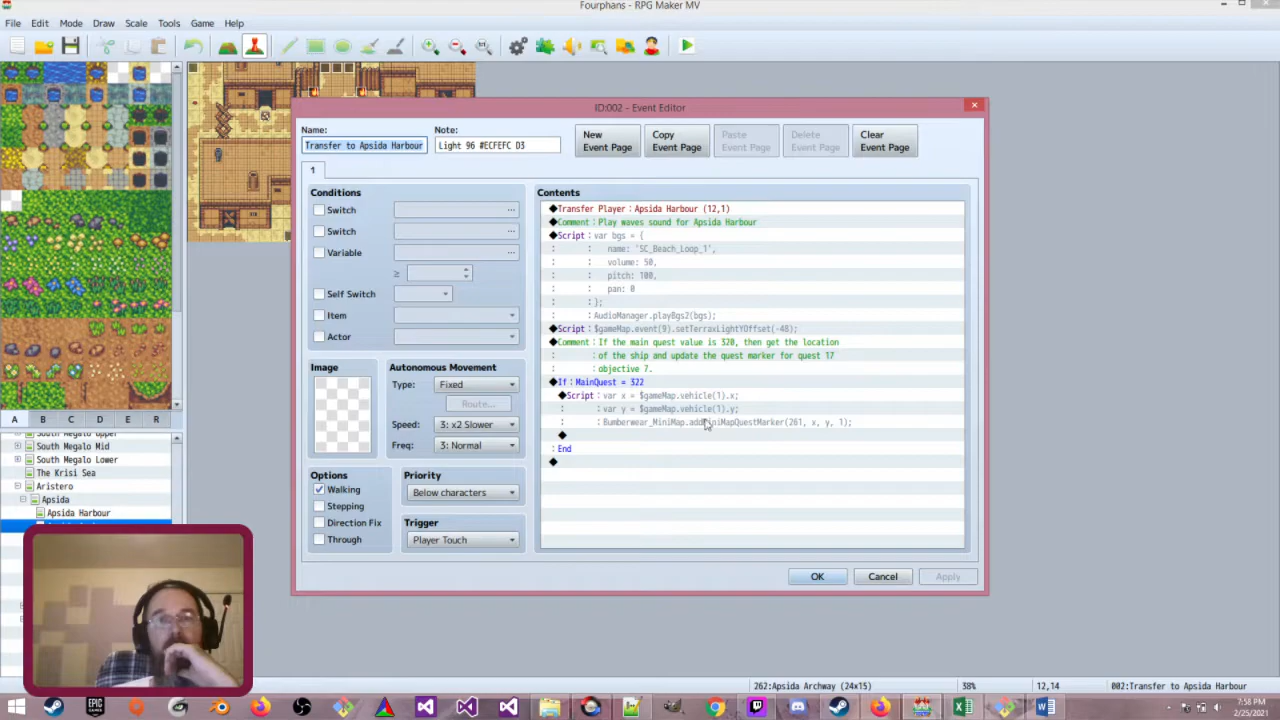 Fourphans - RPG Maker MV
File Edit Mode Draw Scale Tools Game Help
ID:002 - Event Editor
Name: Note:
Transfer to Apsida Harbour Light 96 #ECFEFC D3
New Event Page
Copy Event Page
Paste Event Page
Delete Event Page
Clear Event Page
1
Conditions
Switch ...
Switch ...
Variable ...
≥
Self Switch
Item
Actor
Image
Autonomous Movement
Type: Fixed
Route...
Speed: 3: x2 Slower
Freq: 3: Normal
Options
Walking
Stepping
Direction Fix
Through
Priority
Below characters
Trigger
Player Touch
Contents
◆Transfer Player : Apsida Harbour (12,1)
◆Comment : Play waves sound for Apsida Harbour
◆Script : var bgs = {
: : name: 'SC_Beach_Loop_1',
: : volume: 50,
: : pitch: 100,
: : pan: 0
: : };
: : AudioManager.playBgs2(bgs);
◆Script : $gameMap.event(9).setTerraxLightYOffset(-48);
◆Comment : If the main quest value is 320, then get the location
: : of the ship and update the quest marker for quest 17
: : objective 7.
◆If : MainQuest = 322
◆Script : var x = $gameMap.vehicle(1).x;
: : var y = $gameMap.vehicle(1).y;
: : Bumberwear_MiniMap.addMiniMapQuestMarker(261, x, y, 1);
◆
: End
◆
OK Cancel Apply
A B C D E R
South Megalo Upper
South Megalo Mid
South Megalo Lower
The Krisi Sea
Aristero
Apsida
Apsida Harbour
262:Apsida Archway (24x15) 38% 12,14 002:Transfer to Apsida Harbour
EPIC GAMES
7:58 PM
2/25/2021